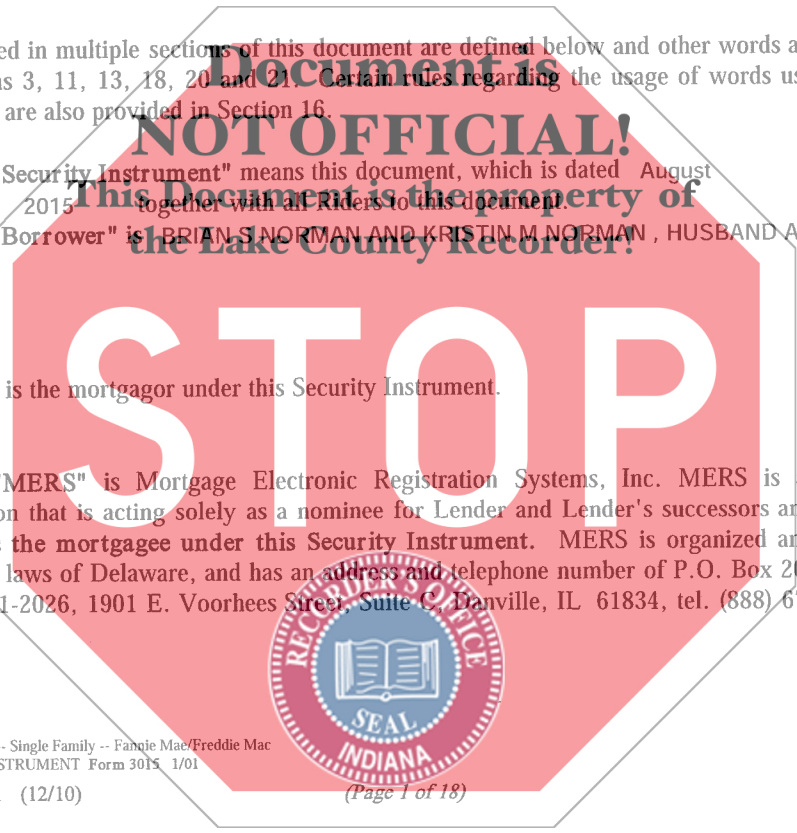 ed in multiple sections of this document are defined below and other words a
Document is
ns 3, 11, 13, 18, 20 and 21. Certain rules regarding the usage of words us
are also provided in Section 16.
NOT OFFICIAL!
Security Instrument" means this document, which is dated August
This Document is the property of
2015 together with all Riders to this document.
Borrower" is BRIAN S NORMAN AND KRISTIN M NORMAN , HUSBAND A
the Lake County Recorder!
STOP
is the mortgagor under this Security Instrument.
"MERS" is Mortgage Electronic Registration Systems, Inc. MERS is
on that is acting solely as a nominee for Lender and Lender's successors an
s the mortgagee under this Security Instrument. MERS is organized an
laws of Delaware, and has an address and telephone number of P.O. Box 20
1-2026, 1901 E. Voorhees Street, Suite C, Danville, IL 61834, tel. (888) 67
RECORDER'S OFFICE
SEAL
INDIANA
- Single Family -- Fannie Mae/Freddie Mac
STRUMENT Form 3015 1/01
(12/10)
(Page 1 of 18)